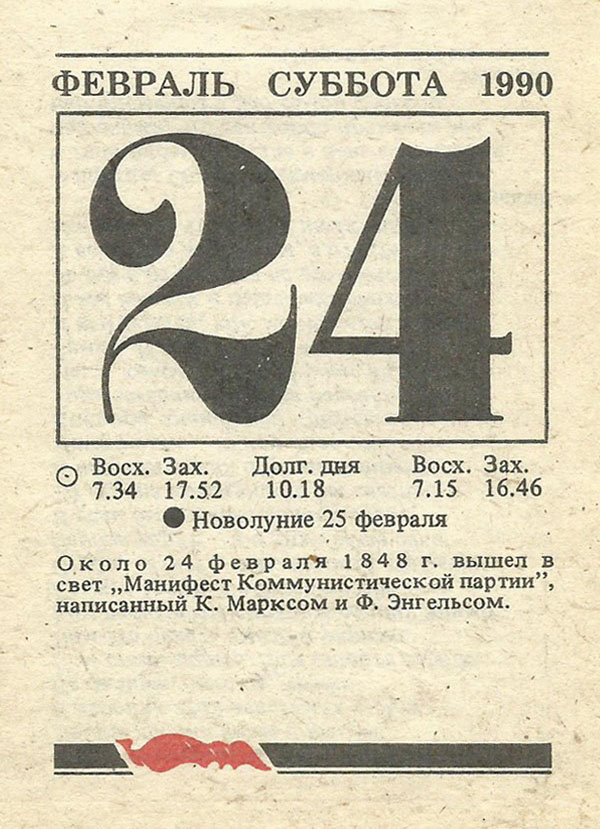 ФЕВРАЛЬ СУББОТА 1990
24
Восх. Зах. Долг. дня Восх. Зах.
7.34 17.52 10.18 7.15 16.46
Новолуние 25 февраля
Около 24 февраля 1848 г. вышел в
свет „Манифест Коммунистической партии”,
написанный К. Марксом и Ф. Энгельсом.